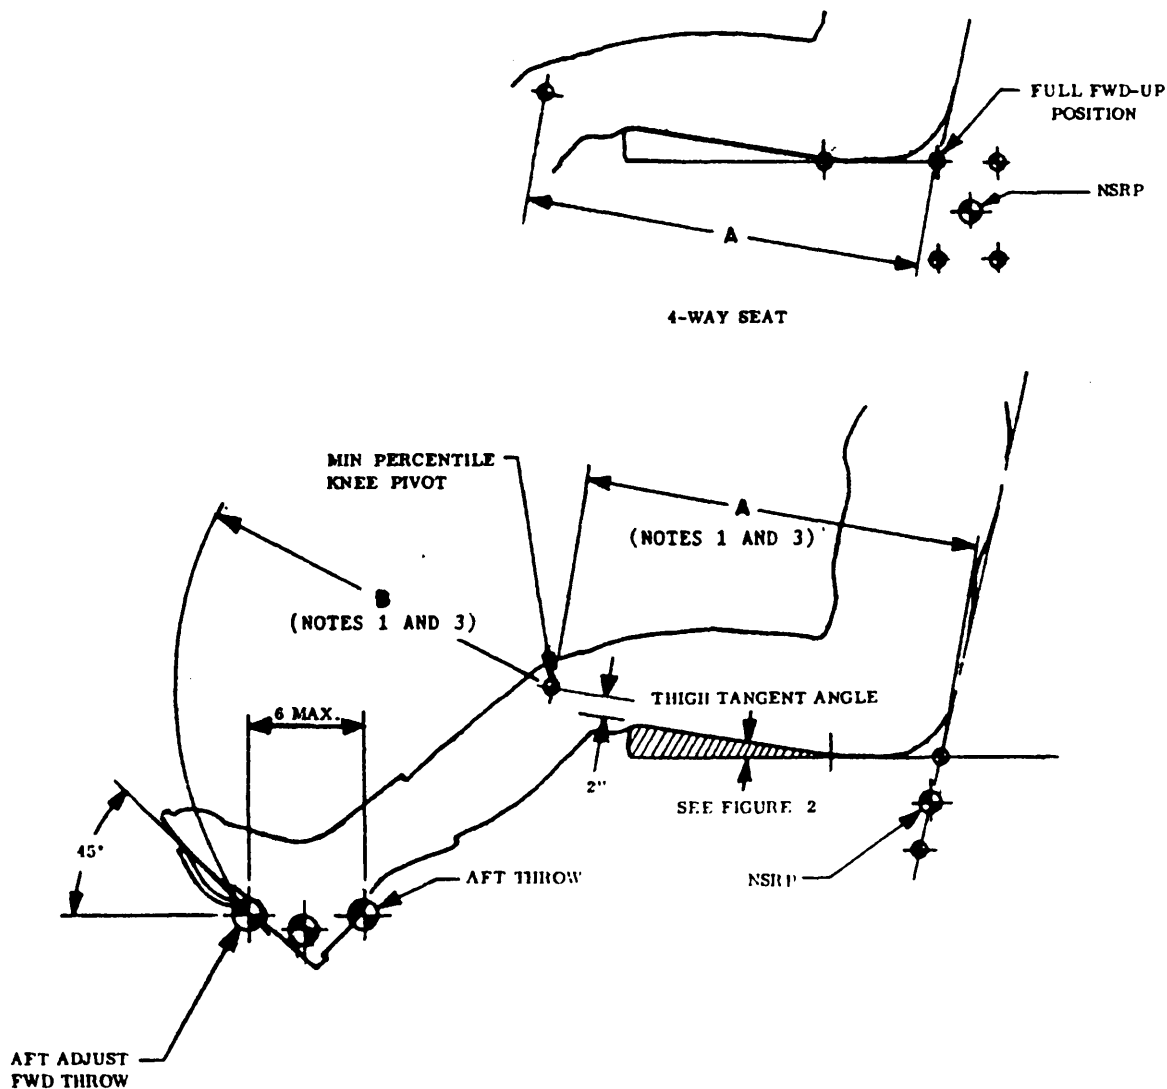 FULL FWD-UP
POSITION
NSRP
A
4-WAY SEAT
MIN PERCENTILE
KNEE PIVOT
A
(NOTES 1 AND 3)
B
(NOTES 1 AND 3)
6 MAX.
THIGH TANGENT ANGLE
2"
SEE FIGURE 2
45°
AFT THROW
NSRP
AFT ADJUST
FWD THROW